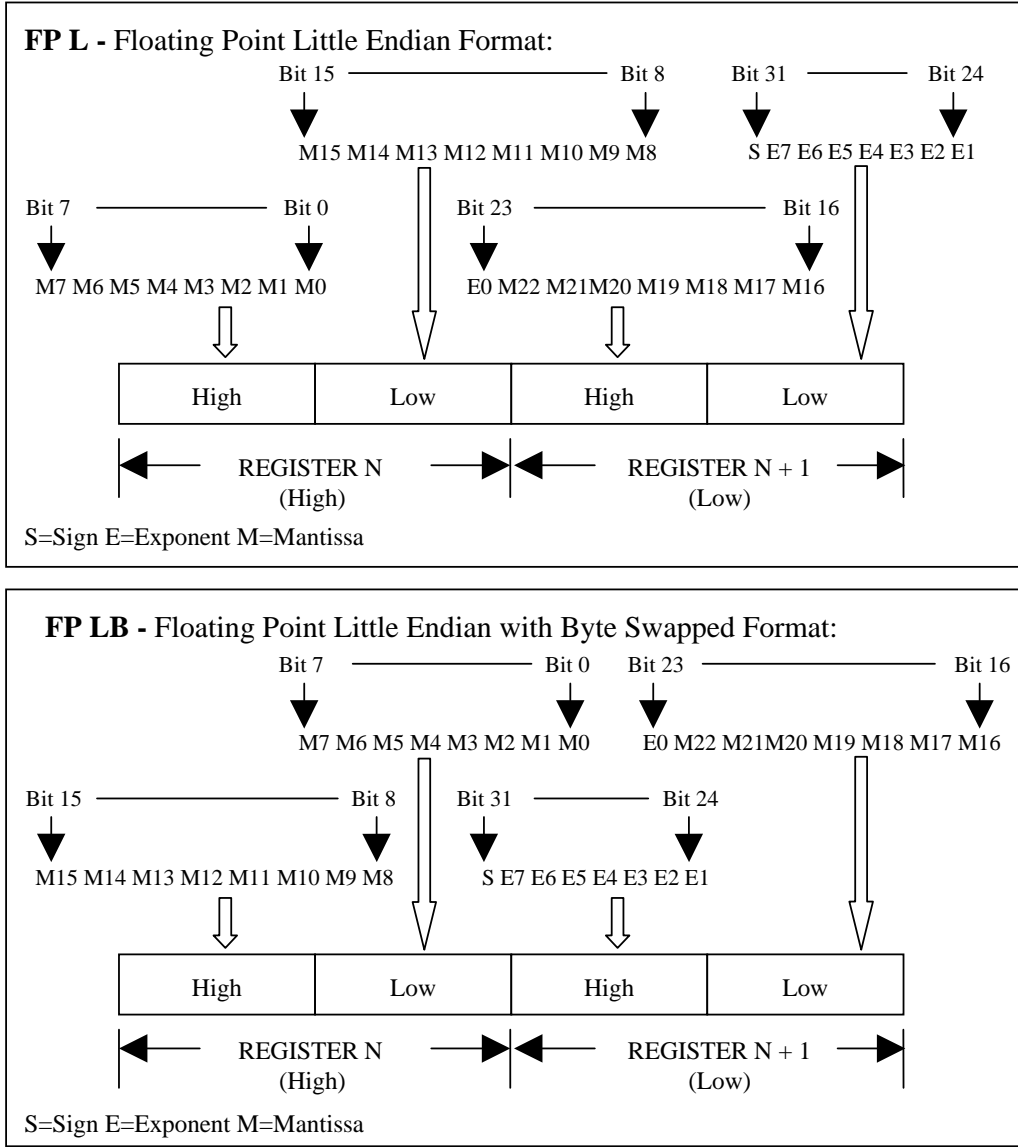 FP L - Floating Point Little Endian Format:
Bit 15 Bit 8 Bit 31 Bit 24
M15 M14 M13 M12 M11 M10 M9 M8 S E7 E6 E5 E4 E3 E2 E1
Bit 7 Bit 0 Bit 23 Bit 16
M7 M6 M5 M4 M3 M2 M1 M0 E0 M22 M21M20 M19 M18 M17 M16
High Low High Low
REGISTER N REGISTER N + 1
(High) (Low)
S=Sign E=Exponent M=Mantissa
FP LB - Floating Point Little Endian with Byte Swapped Format:
Bit 7 Bit 0 Bit 23 Bit 16
M7 M6 M5 M4 M3 M2 M1 M0 E0 M22 M21M20 M19 M18 M17 M16
Bit 15 Bit 8 Bit 31 Bit 24
M15 M14 M13 M12 M11 M10 M9 M8 S E7 E6 E5 E4 E3 E2 E1
High Low High Low
REGISTER N REGISTER N + 1
(High) (Low)
S=Sign E=Exponent M=Mantissa